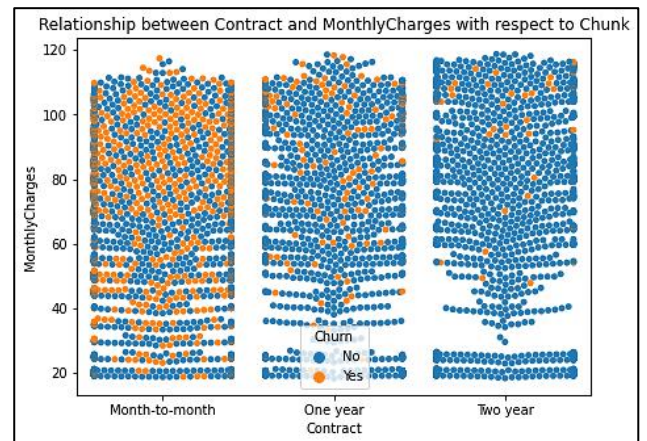 Relationship between Contract and MonthlyCharges with respect to Chunk
120
100
80
60
40
20
MonthlyCharges
Churn
No
Yes
Month-to-month
One year
Two year
Contract